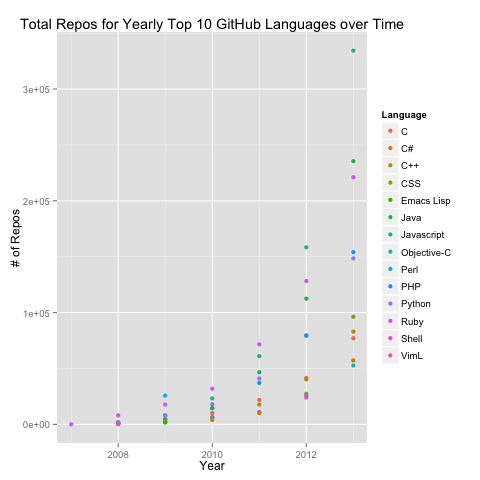 Total Repos for Yearly Top 10 GitHub Languages over Time
# of Repos
3e+05
2e+05
1e+05
0e+00
2008
2010
2012
Year
Language
C
C#
C++
CSS
Emacs Lisp
Java
Javascript
Objective-C
Perl
PHP
Python
Ruby
Shell
VimL